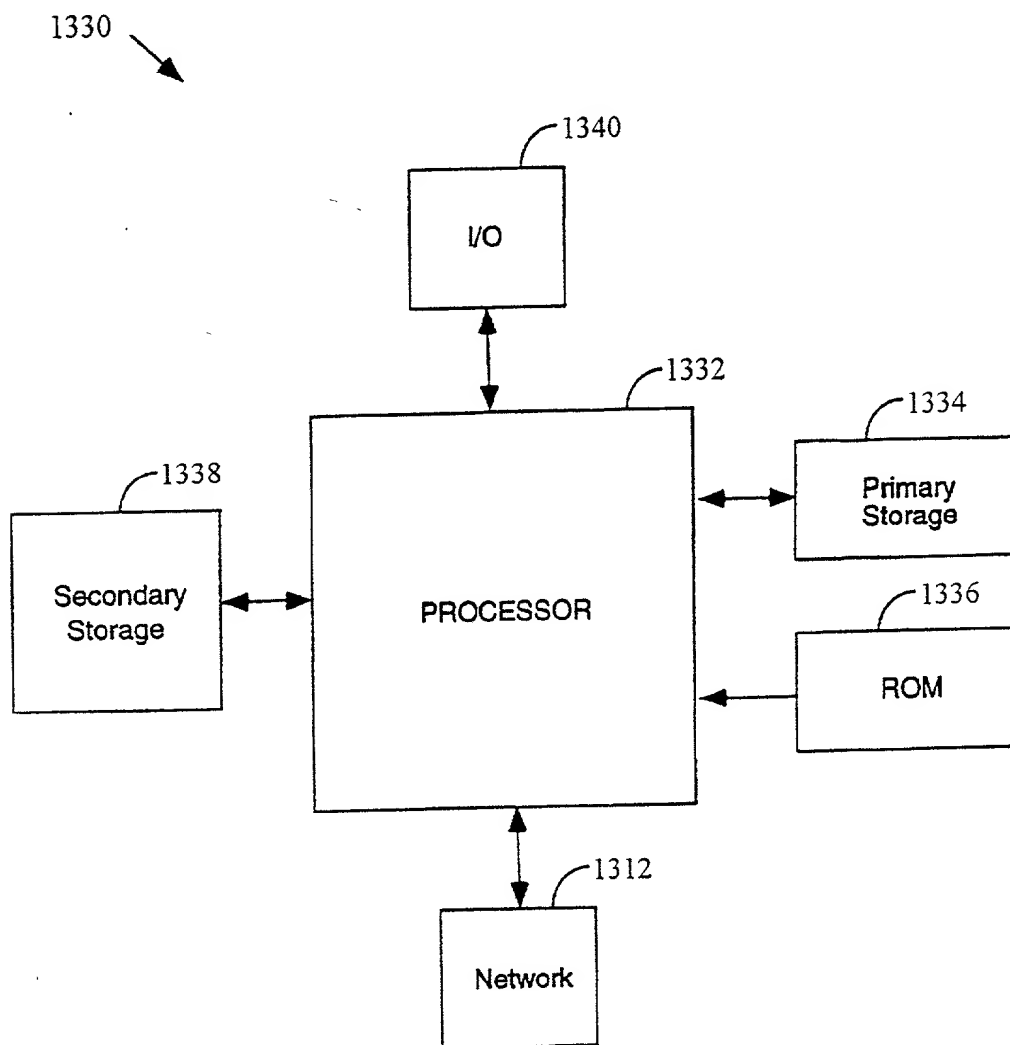 1330
1340
I/O
1332
1334
Primary
Storage
1338
Secondary
Storage
PROCESSOR
1336
ROM
1312
Network